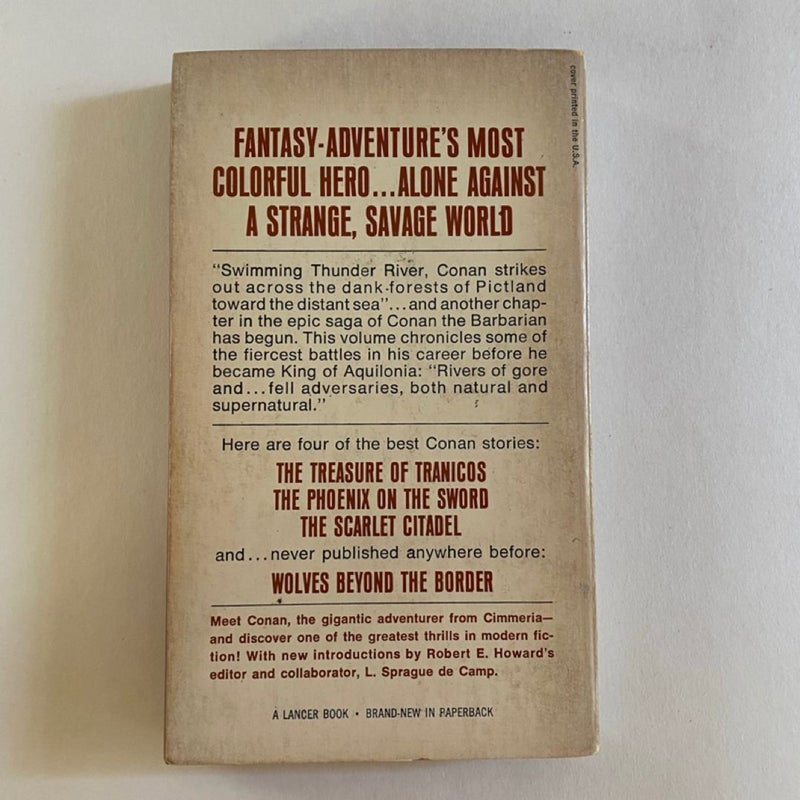 cover printed in the U.S.A.
FANTASY-ADVENTURE'S MOST
COLORFUL HERO...ALONE AGAINST
A STRANGE, SAVAGE WORLD
"Swimming Thunder River, Conan strikes
out across the dank forests of Pictland
toward the distant sea"...and another chap-
ter in the epic saga of Conan the Barbarian
has begun. This volume chronicles some of
the fiercest battles in his career before he
became King of Aquilonia: "Rivers of gore
and...fell adversaries, both natural and
supernatural."
Here are four of the best Conan stories:
THE TREASURE OF TRANICOS
THE PHOENIX ON THE SWORD
THE SCARLET CITADEL
and...never published anywhere before:
WOLVES BEYOND THE BORDER
Meet Conan, the gigantic adventurer from Cimmeria—
and discover one of the greatest thrills in modern fic-
tion! With new introductions by Robert E. Howard's
editor and collaborator, L. Sprague de Camp.
A LANCER BOOK • BRAND-NEW IN PAPERBACK